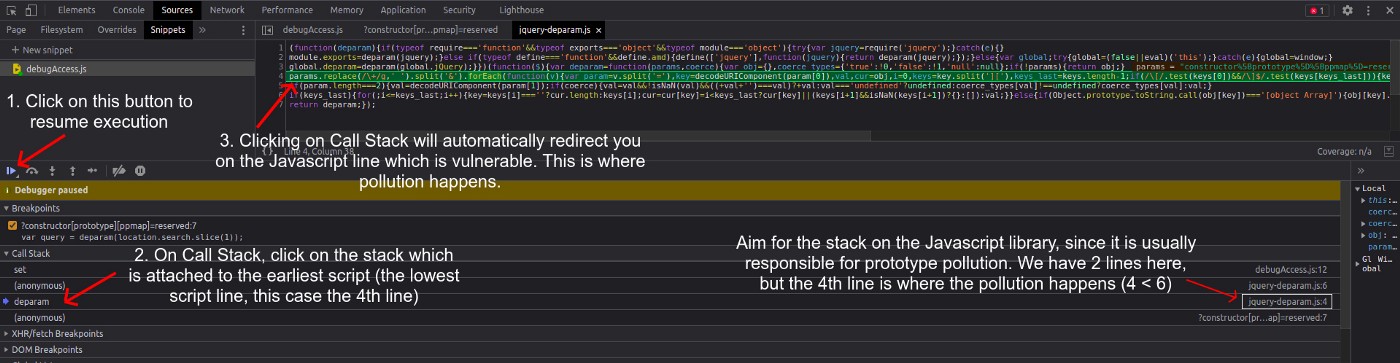 Elements Console Sources Network Performance Memory Application Security Lighthouse 1
Page Filesystem Overrides Snippets debugAccess.js ?constructor[pr…pmap]=reserved jquery-deparam.js
+ New snippet
debugAccess.js
1 (function(deparam){if(typeof require==='function'&&typeof exports==='object'&&typeof module==='object'){try{var jquery=require('jquery');}catch(e){}
2 module.exports=deparam(jquery);}else if(typeof define==='function'&&define.amd){define(['jquery'],function(jquery){return deparam(jquery);});}else{var global;try{global=(false||eval)('this');}catch(e){global=window;}
3 global.deparam=deparam(global.jQuery);}})(function($){var deparam=function(params,coerce){var obj={},coerce_types={'true':!0,'false':!1,'null':null};if(!params){return obj;} params = "constructor%5Bprototype%5D%5Bppmap%5D=reser
4 params.replace(/\+/g,' ').split('&').forEach(function(v){var param=v.split('='),key=decodeURIComponent(param[0]),val,cur=obj,i=0,keys=key.split(']['),keys_last=keys.length-1;if(/\[/.test(keys[0])&&/\]$/.test(keys[keys_last])){ke
if(param.length===2){val=decodeURIComponent(param[1]);if(coerce){val=val&&!isNaN(val)&&((+val+'')===val)?+val:val==='undefined'?undefined:coerce_types[val]!==undefined?coerce_types[val]:val;}
6 if(keys_last){for(;i<=keys_last;i++){key=keys[i]===''?cur.length:keys[i];cur=cur[key]=i<keys_last?cur[key]||(keys[i+1]&&isNaN(keys[i+1])?{}:[]):val;}}else{if(Object.prototype.toString.call(obj[key])==='[object Array]'){obj[key].
7 return deparam;});
1. Click on this button to
resume execution
3. Clicking on Call Stack will automatically redirect you
on the Javascript line which is vulnerable. This is where
pollution happens.
{} Line 4, Column 38
Coverage: n/a
Debugger paused
Breakpoints
?constructor[prototype][ppmap]=reserved:7
var query = deparam(location.search.slice(1));
Call Stack
2. On Call Stack, click on the stack which
is attached to the earliest script (the lowest
script line, this case the 4th line)
Aim for the stack on the Javascript library, since it is usually
responsible for prototype pollution. We have 2 lines here,
but the 4th line is where the pollution happens (4 < 6)
set debugAccess.js:12
(anonymous) jquery-deparam.js:6
deparam jquery-deparam.js:4
(anonymous) ?constructor[pr…ap]=reserved:7
XHR/fetch Breakpoints
DOM Breakpoints
Local
this:…
coerc…
coerc…
obj: …
param…
Gl Wi…
obal